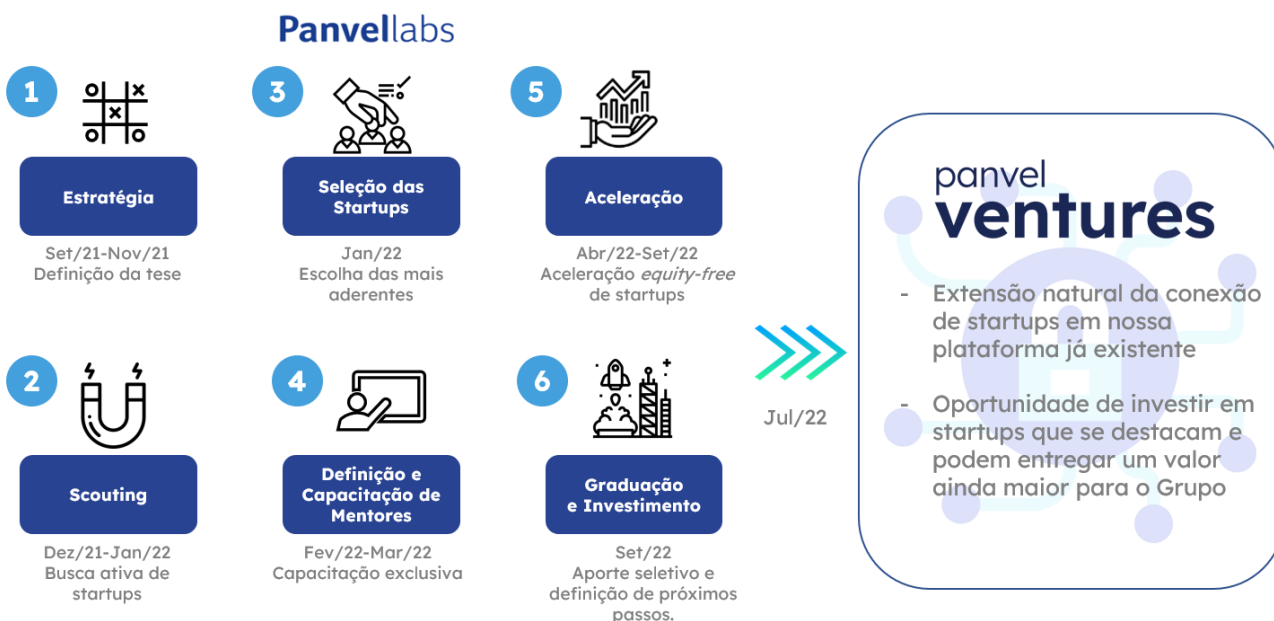 Panvellabs
1
Estratégia
Set/21-Nov/21
Definição da tese
2
Scouting
Dez/21-Jan/22
Busca ativa de
startups
3
Seleção das
Startups
Jan/22
Escolha das mais
aderentes
4
Definição e
Capacitação de
Mentores
Fev/22-Mar/22
Capacitação exclusiva
5
Aceleração
Abr/22-Set/22
Aceleração equity-free
de startups
6
Graduação
e Investimento
Set/22
Aporte seletivo e
definição de próximos
passos.
Jul/22
panvel
ventures
- Extensão natural da conexão
de startups em nossa
plataforma já existente
- Oportunidade de investir em
startups que se destacam e
podem entregar um valor
ainda maior para o Grupo